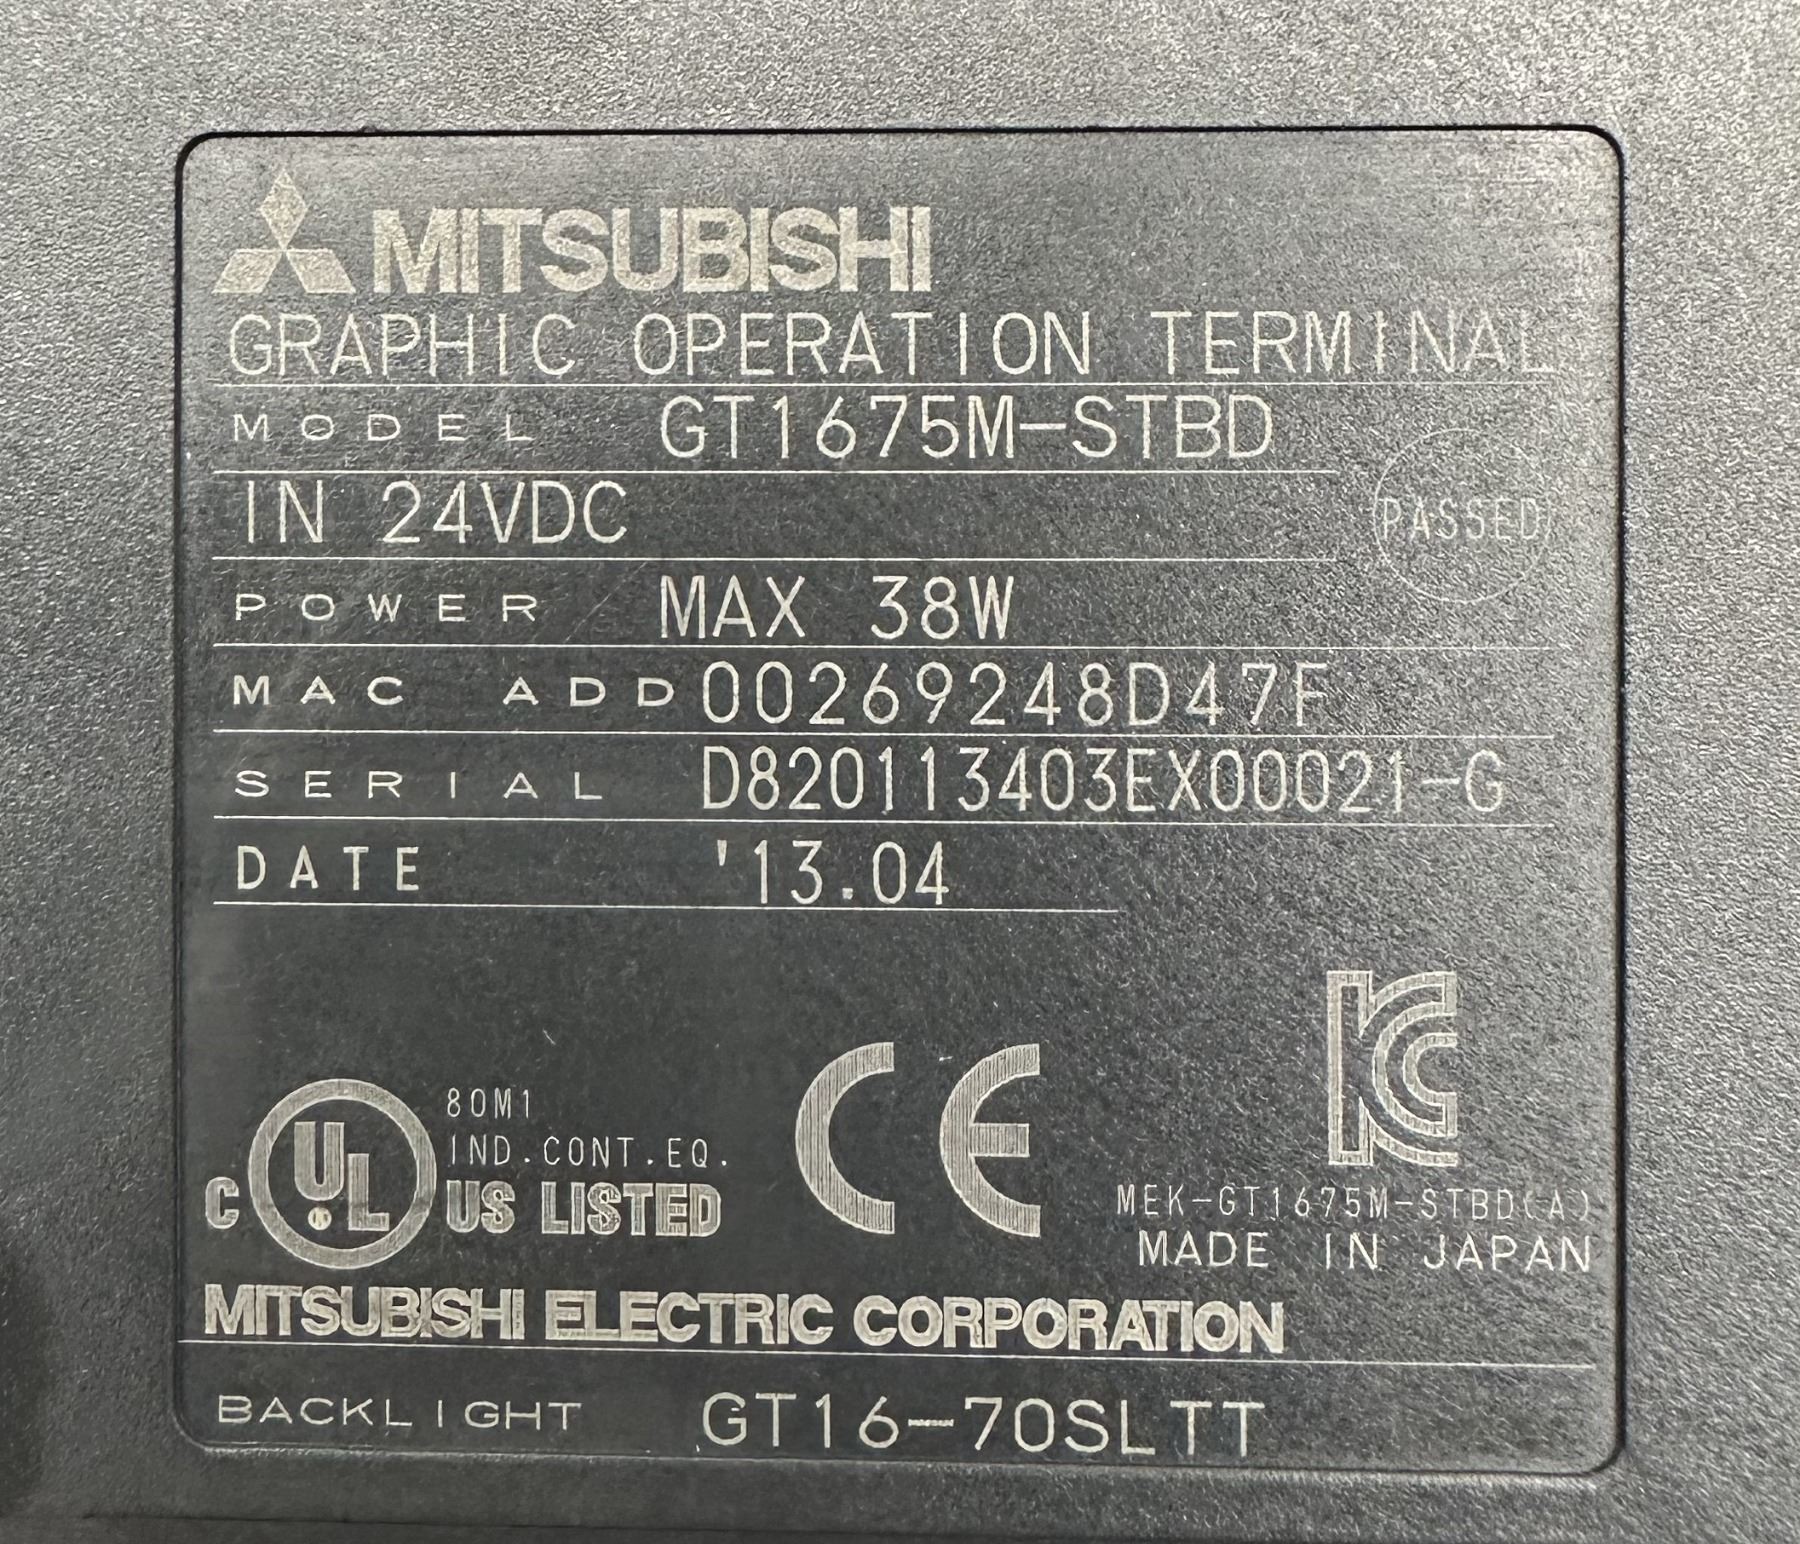 MITSUBISHI
GRAPHIC OPERATION TERMINAL
MODEL GT1675M-STBD
IN 24VDC
PASSED
POWER MAX 38W
MAC ADD 00269248D47F
SERIAL D820113403EX00021-G
DATE '13.04
80M1
IND.CONT.EQ.
C UL US LISTED
CE
KC
MEK-GT1675M-STBD(A)
MADE IN JAPAN
MITSUBISHI ELECTRIC CORPORATION
BACKLIGHT GT16-70SLTT